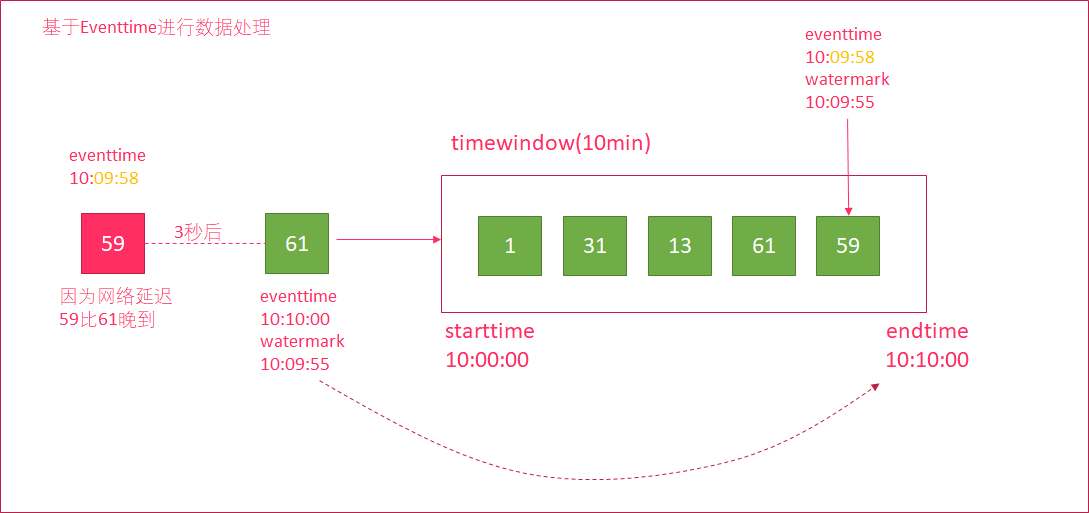 基于Eventtime进行数据处理
eventtime
10:09:58
watermark
10:09:55
timewindow(10min)
eventtime
10:09:58
59
3秒后
61
1
31
13
61
59
因为网络延迟
59比61晚到
eventtime
10:10:00
watermark
10:09:55
starttime
10:00:00
endtime
10:10:00